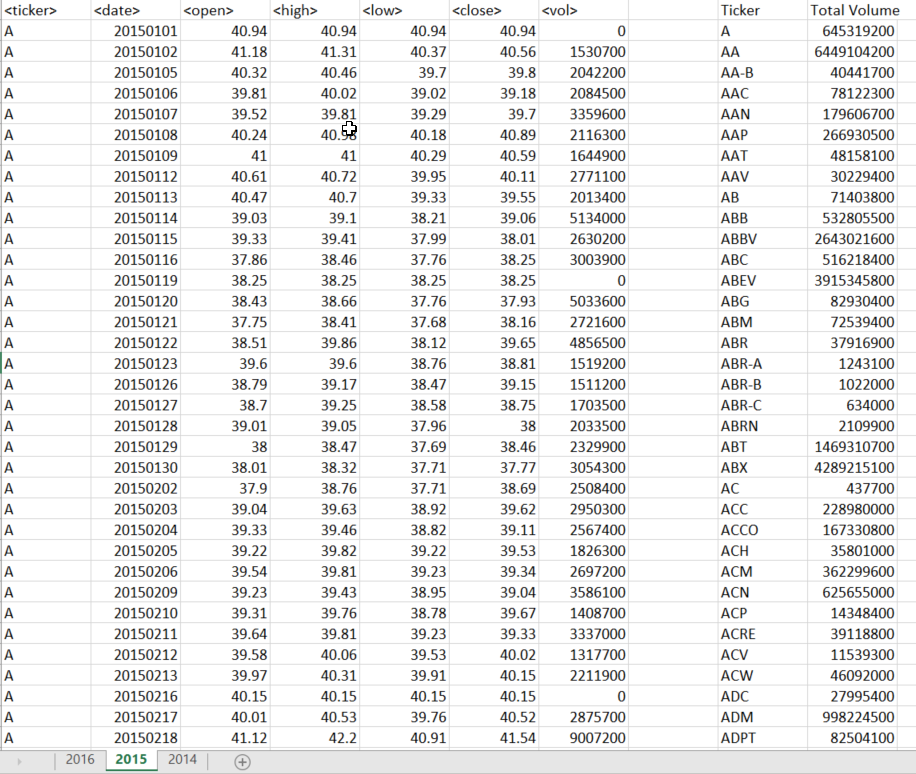 <ticker> <date> <open> <high> <low> <close> <vol> Ticker Total Volume
A 20150101 40.94 40.94 40.94 40.94 0 A 645319200
A 20150102 41.18 41.31 40.37 40.56 1530700 AA 6449104200
A 20150105 40.32 40.46 39.7 39.8 2042200 AA-B 40441700
A 20150106 39.81 40.02 39.02 39.18 2084500 AAC 78122300
A 20150107 39.52 39.81 39.29 39.7 3359600 AAN 179606700
A 20150108 40.24 40.18 40.89 2116300 AAP 266930500
A 20150109 41 41 40.29 40.59 1644900 AAT 48158100
A 20150112 40.61 40.72 39.95 40.11 2771100 AAV 30229400
A 20150113 40.47 40.7 39.33 39.55 2013400 AB 71403800
A 20150114 39.03 39.1 38.21 39.06 5134000 ABB 532805500
A 20150115 39.33 39.41 37.99 38.01 2630200 ABBV 2643021600
A 20150116 37.86 38.46 37.76 38.25 3003900 ABC 516218400
A 20150119 38.25 38.25 38.25 38.25 0 ABEV 3915345800
A 20150120 38.43 38.66 37.76 37.93 5033600 ABG 82930400
A 20150121 37.75 38.41 37.68 38.16 2721600 ABM 72539400
A 20150122 38.51 39.86 38.12 39.65 4856500 ABR 37916900
A 20150123 39.6 39.6 38.76 38.81 1519200 ABR-A 1243100
A 20150126 38.79 39.17 38.47 39.15 1511200 ABR-B 1022000
A 20150127 38.7 39.25 38.58 38.75 1703500 ABR-C 634000
A 20150128 39.01 39.05 37.96 38 2033500 ABRN 2109900
A 20150129 38 38.47 37.69 38.46 2329900 ABT 1469310700
A 20150130 38.01 38.32 37.71 37.77 3054300 ABX 4289215100
A 20150202 37.9 38.76 37.71 38.69 2508400 AC 437700
A 20150203 39.04 39.63 38.92 39.62 2950300 ACC 228980000
A 20150204 39.33 39.46 38.82 39.11 2567400 ACCO 167330800
A 20150205 39.22 39.82 39.22 39.53 1826300 ACH 35801000
A 20150206 39.54 39.81 39.23 39.34 2697200 ACM 362299600
A 20150209 39.23 39.43 38.95 39.04 3586100 ACN 625655000
A 20150210 39.31 39.76 38.78 39.67 1408700 ACP 14348400
A 20150211 39.64 39.81 39.23 39.33 3337000 ACRE 39118800
A 20150212 39.58 40.06 39.53 40.02 1317700 ACV 11539300
A 20150213 39.97 40.31 39.91 40.15 2211900 ACW 46092000
A 20150216 40.15 40.15 40.15 40.15 0 ADC 27995400
A 20150217 40.01 40.53 39.76 40.52 2875700 ADM 998224500
A 20150218 41.12 42.2 40.91 41.54 9007200 ADPT 82504100
2016 2015 2014